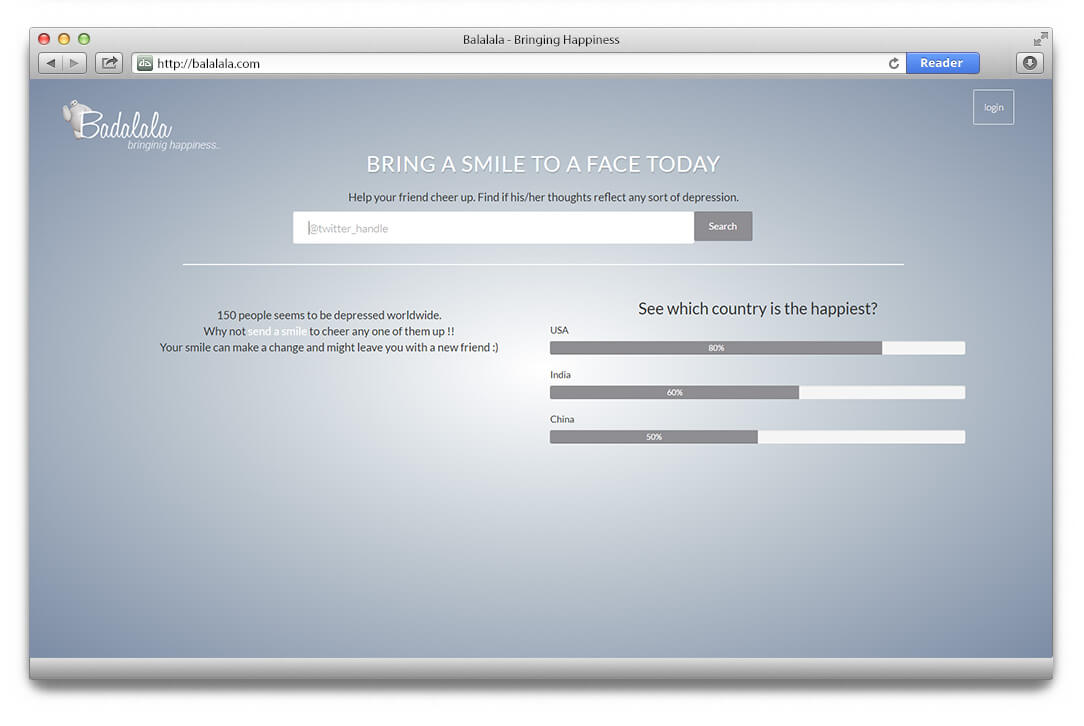 Balalala - Bringing Happiness
http://balalala.com
Reader
Badalala
bringinig happiness..
login
BRING A SMILE TO A FACE TODAY
Help your friend cheer up. Find if his/her thoughts reflect any sort of depression.
@twitter_handle
Search
150 people seems to be depressed worldwide.
Why not send a smile to cheer any one of them up !!
Your smile can make a change and might leave you with a new friend :)
See which country is the happiest?
USA
80%
India
60%
China
50%